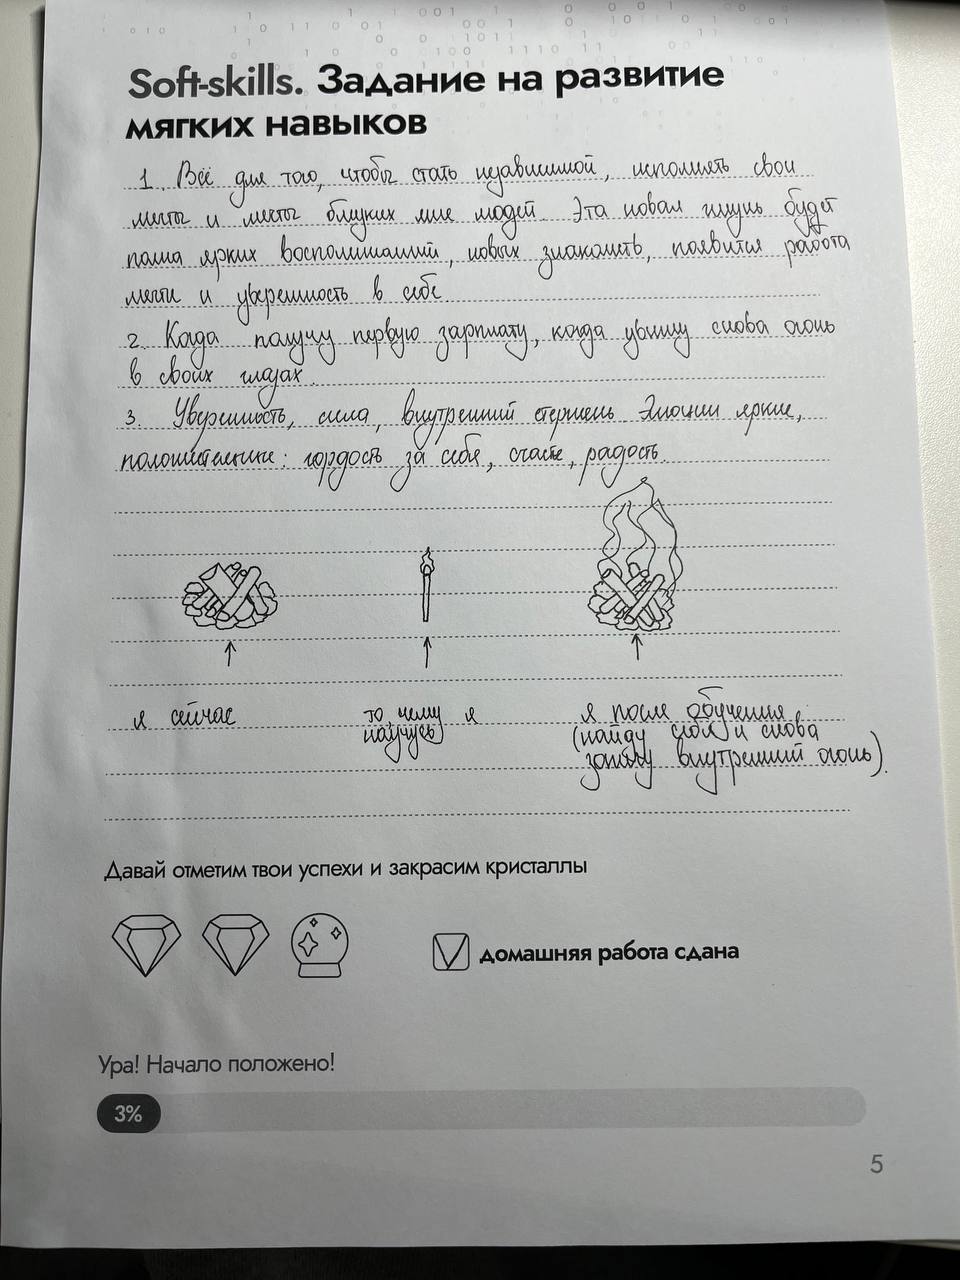 Soft-skills. Задание на развитие
мягких навыков
1. Всё для того, чтобы стать независимой, исполнять свои
мечты и мечты близких мне людей. Эта новая жизнь будет
полна ярких воспоминаний, новых знакомств, появится работа
мечты и уверенность в себе
2. Когда получу первую зарплату, когда увижу снова огонь
в своих глазах.
3. Уверенность, сила, внутренний стержень. Эмоции яркие,
положительные: гордость за себя, счастье, радость.
я сейчас
то, чему я
научусь
я после обучения
(найду себя и снова
зажгу внутренний огонь).
Давай отметим твои успехи и закрасим кристаллы
домашняя работа сдана
Ура! Начало положено!
3%
5